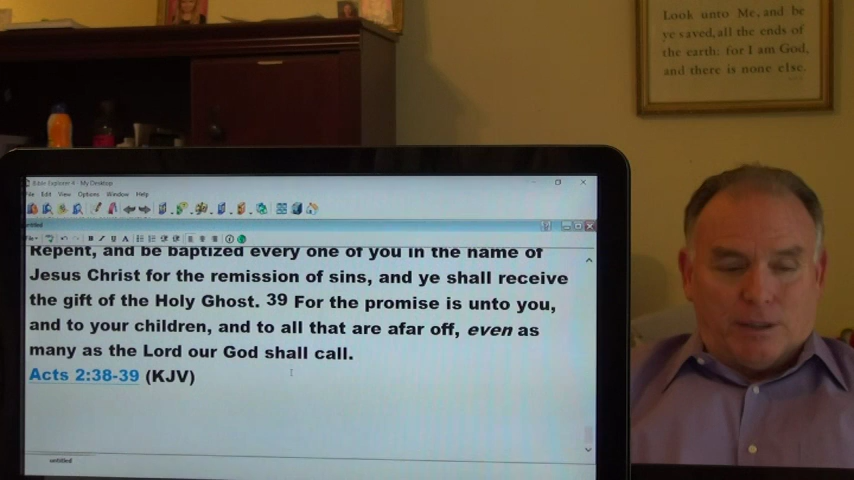 Look unto Me, and be
ye saved, all the ends of
the earth: for I am God,
and there is none else.
Bible Explorer 4 - My Desktop
File Edit View Options Window Help
untitled
File
B I U A
Repent, and be baptized every one of you in the name of
Jesus Christ for the remission of sins, and ye shall receive
the gift of the Holy Ghost. 39 For the promise is unto you,
and to your children, and to all that are afar off, even as
many as the Lord our God shall call.
Acts 2:38-39 (KJV)
untitled